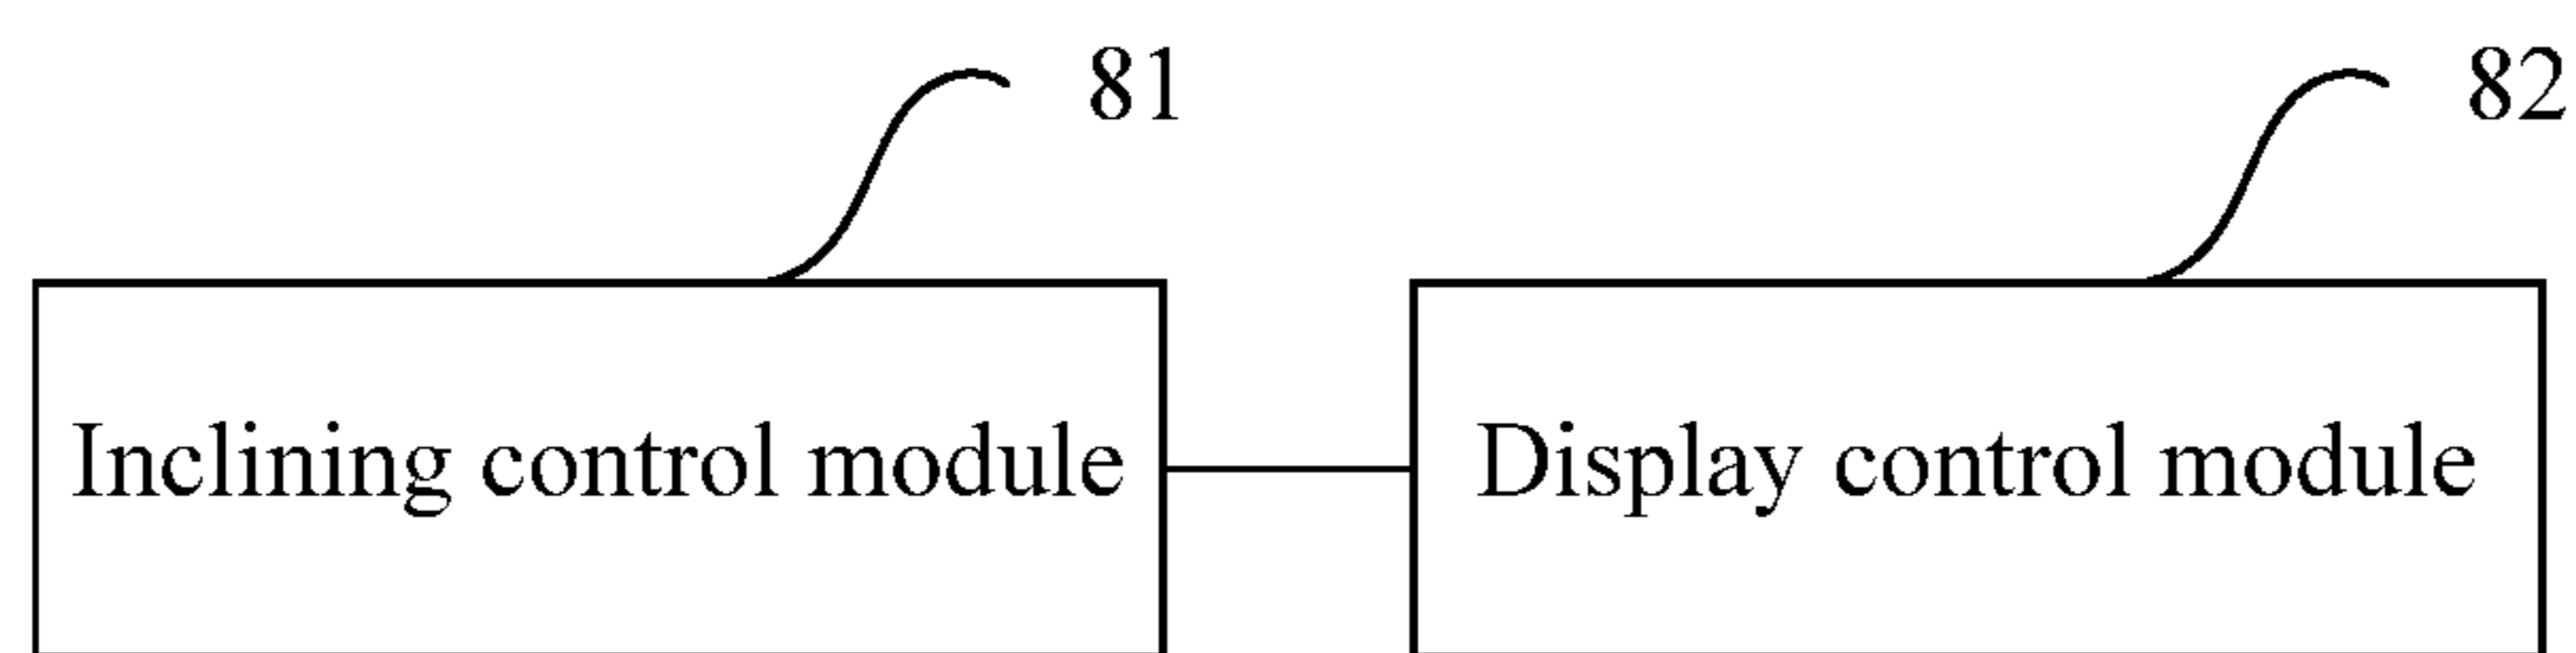 81
82
Inclining control module
Display control module